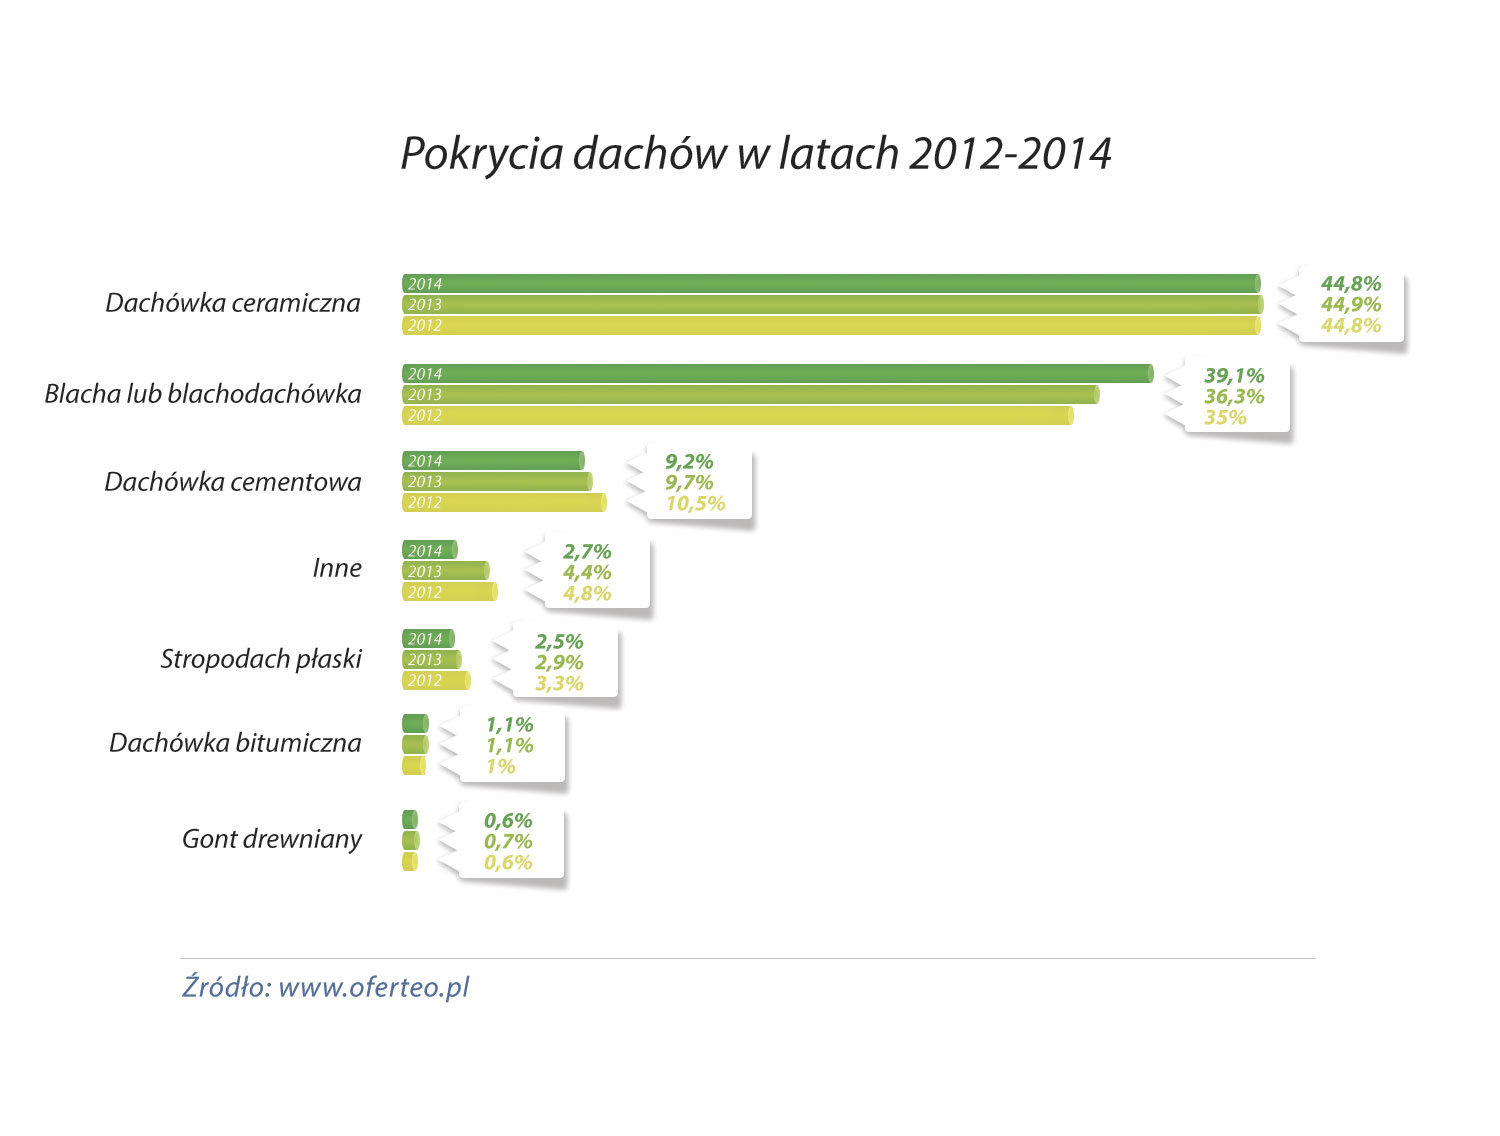 Pokrycia dachów w latach 2012-2014
Dachówka ceramiczna
2014 44,8%
2013 44,9%
2012 44,8%
Blacha lub blachodachówka
2014 39,1%
2013 36,3%
2012 35%
Dachówka cementowa
2014 9,2%
2013 9,7%
2012 10,5%
Inne
2014 2,7%
2013 4,4%
2012 4,8%
Stropodach płaski
2014 2,5%
2013 2,9%
2012 3,3%
Dachówka bitumiczna
1,1%
1,1%
1%
Gont drewniany
0,6%
0,7%
0,6%
Źródło: www.oferteo.pl